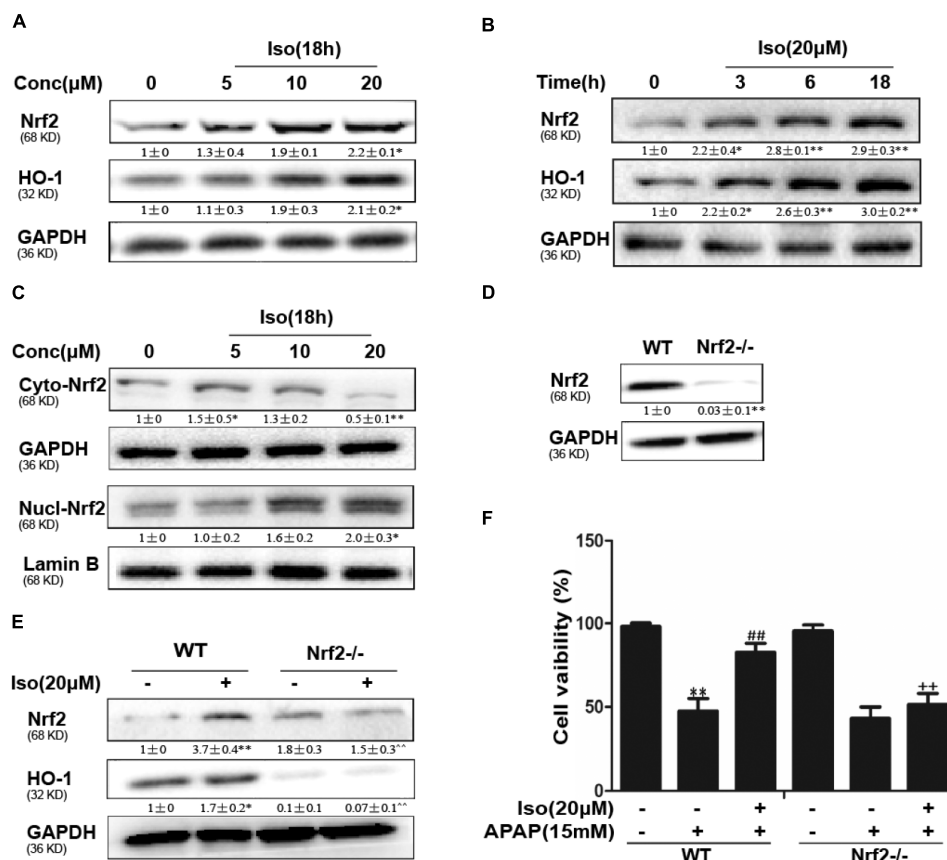 A
Iso(18h)
Conc(μM) 0 5 10 20
Nrf2
(68 KD)
1±0 1.3±0.4 1.9±0.1 2.2±0.1*
HO-1
(32 KD)
1±0 1.1±0.3 1.9±0.3 2.1±0.2*
GAPDH
(36 KD)
B
Iso(20μM)
Time(h) 0 3 6 18
Nrf2
(68 KD)
1±0 2.2±0.4* 2.8±0.1** 2.9±0.3**
HO-1
(32 KD)
1±0 2.2±0.2* 2.6±0.3** 3.0±0.2**
GAPDH
(36 KD)
C
Iso(18h)
Conc(μM) 0 5 10 20
Cyto-Nrf2
(68 KD)
1±0 1.5±0.5* 1.3±0.2 0.5±0.1**
GAPDH
(36 KD)
Nucl-Nrf2
(68 KD)
1±0 1.0±0.2 1.6±0.2 2.0±0.3*
Lamin B
(68 KD)
D
WT Nrf2-/-
Nrf2
(68 KD)
1±0 0.03±0.1**
GAPDH
(36 KD)
E
WT Nrf2-/-
Iso(20μM) - + - +
Nrf2
(68 KD)
1±0 3.7±0.4** 1.8±0.3 1.5±0.3^^
HO-1
(32 KD)
1±0 1.7±0.2* 0.1±0.1 0.07±0.1^^
GAPDH
(36 KD)
F
Cell vaibility (%)
150
100
50
0
** ## ++
Iso(20μM) - - + - - +
APAP(15mM) - + + - + +
WT Nrf2-/-